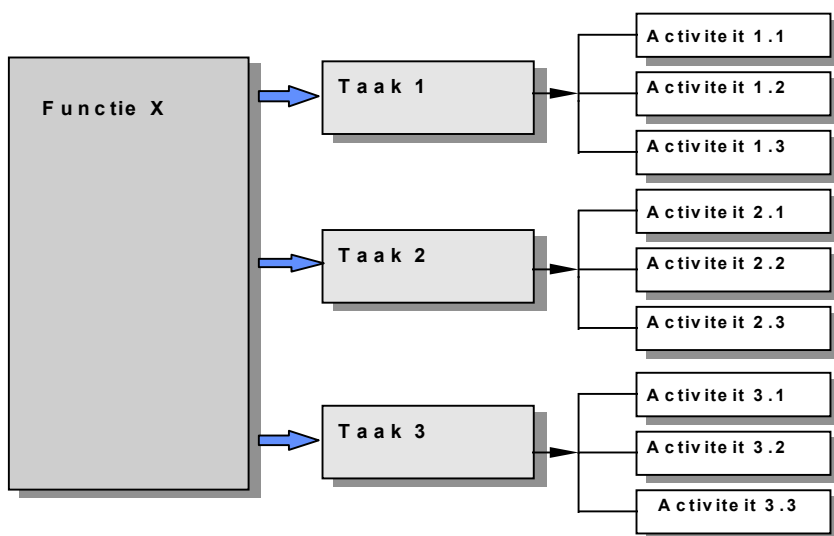 Functie X
Taak 1
Activiteit 1.1
Activiteit 1.2
Activiteit 1.3
Taak 2
Activiteit 2.1
Activiteit 2.2
Activiteit 2.3
Taak 3
Activiteit 3.1
Activiteit 3.2
Activiteit 3.3